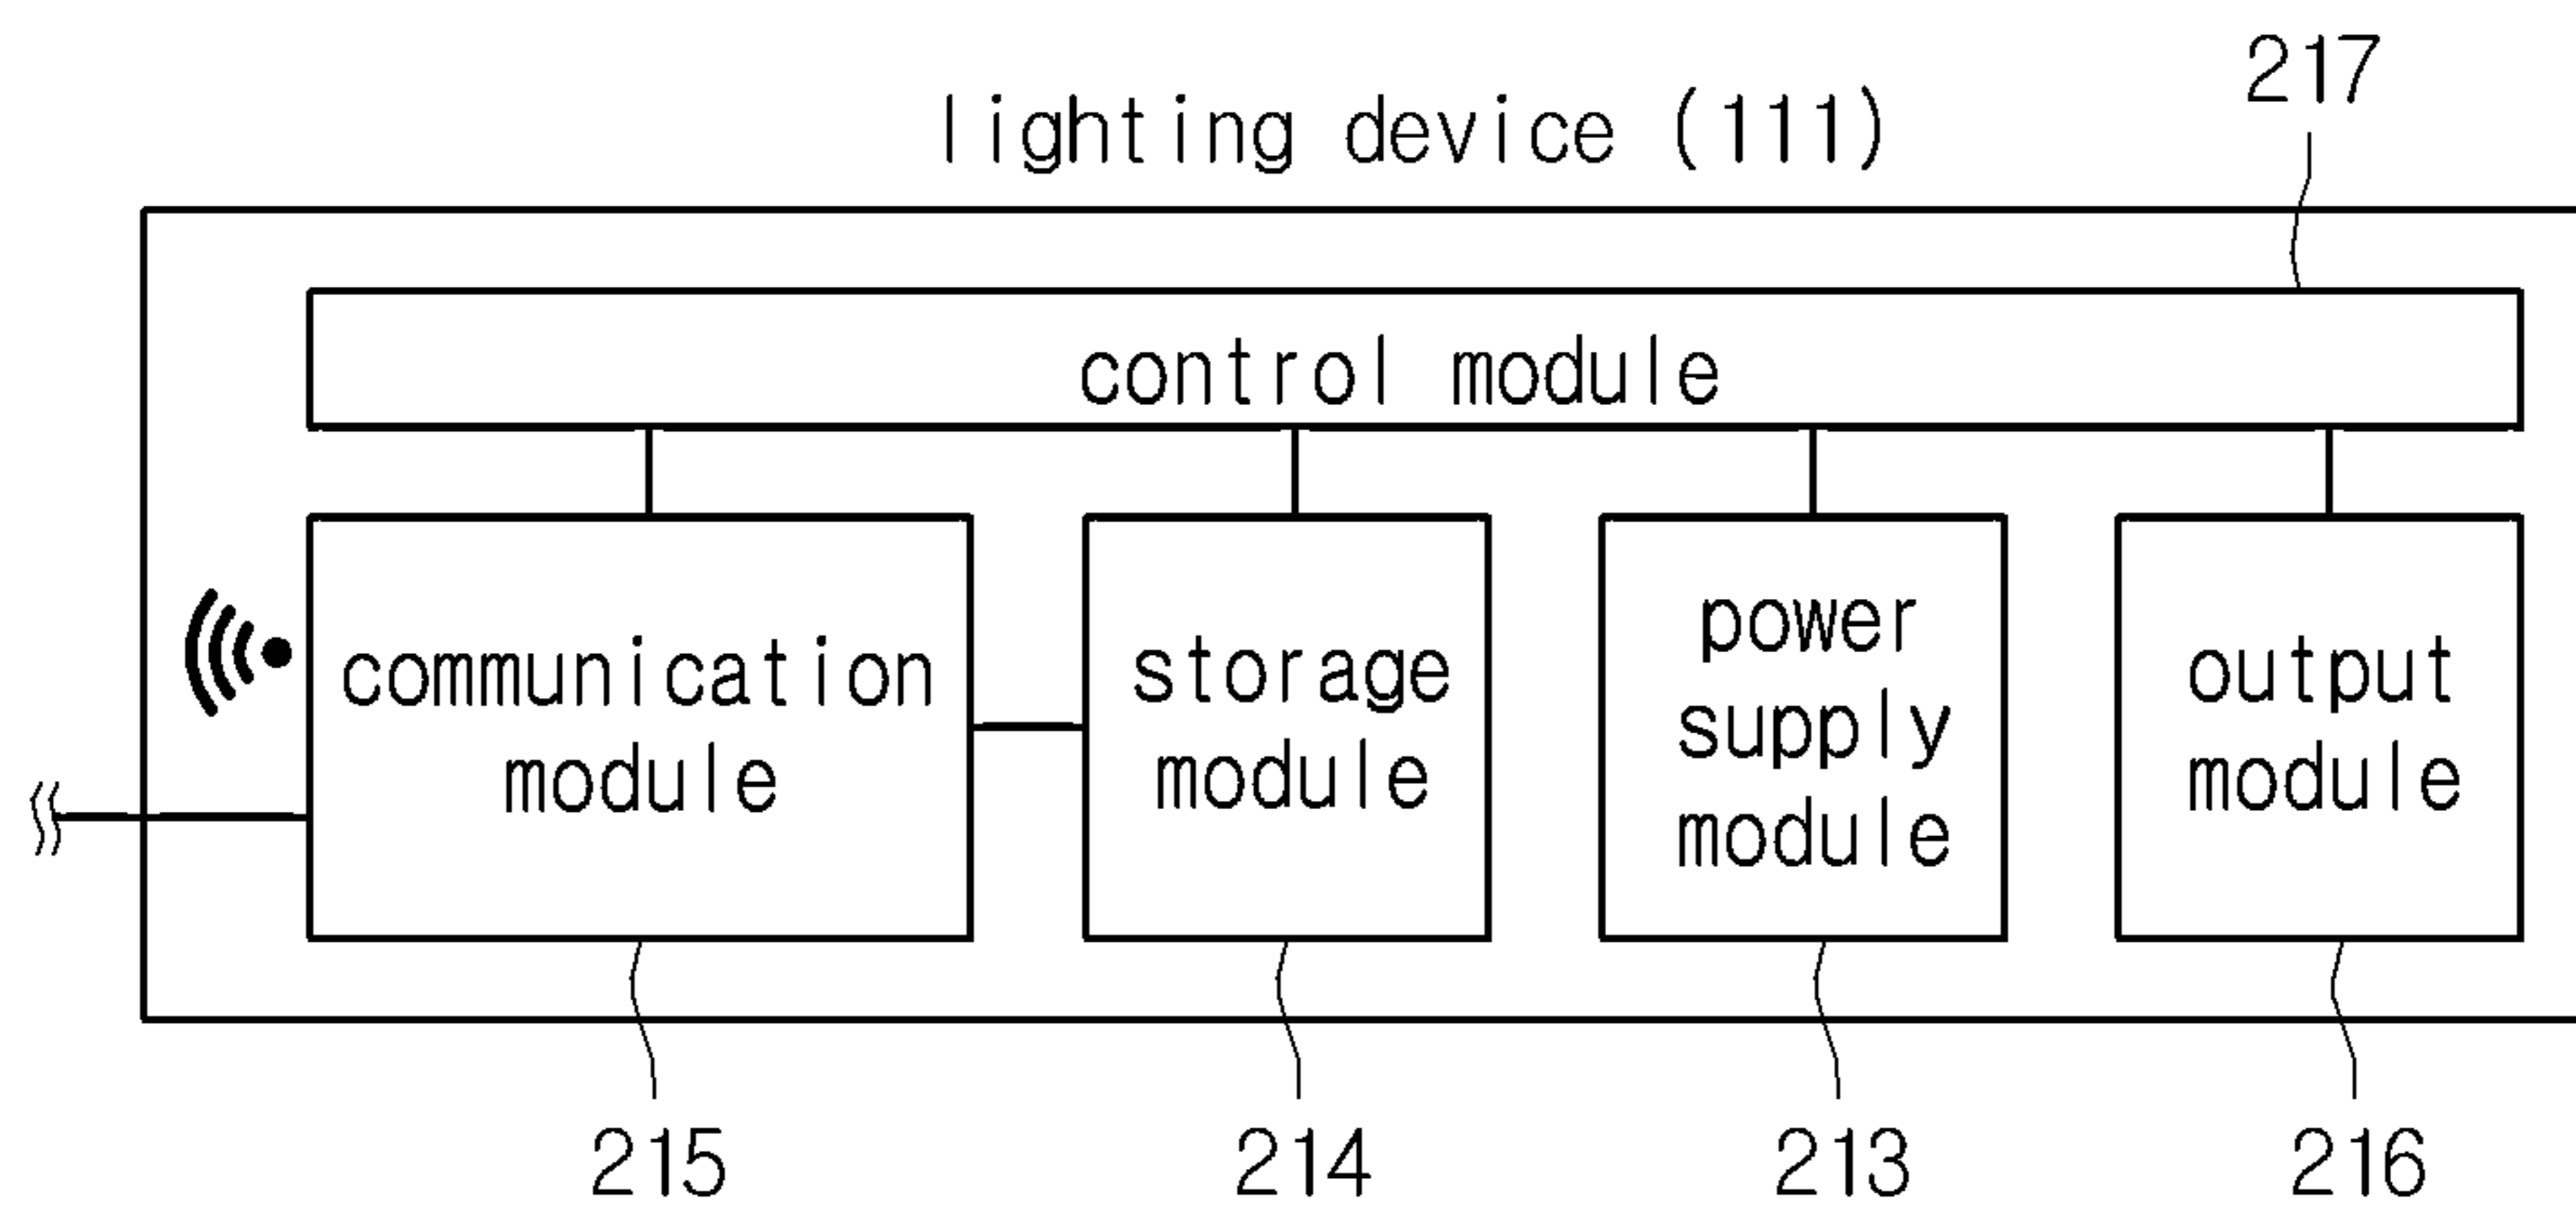 217
lighting device (111)
control module
communication
module
storage
module
power
supply
module
output
module
215
214
213
216